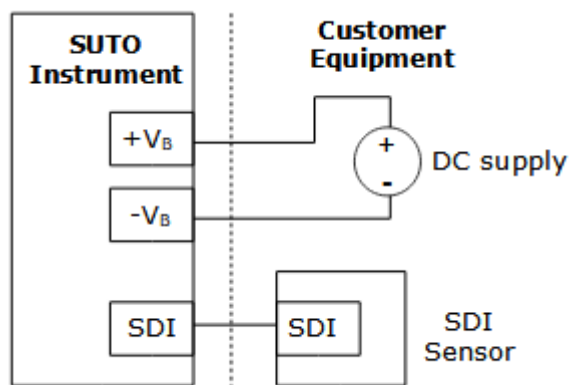 SUTO
Instrument
Customer
Equipment
+VB
+
-
DC supply
-VB
SDI
SDI
SDI
Sensor